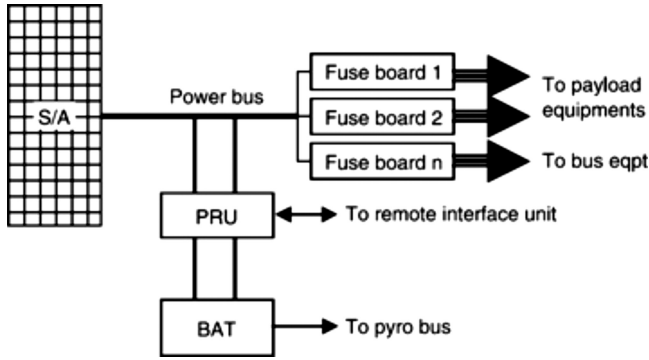 Fuse board 1
S/A
Power bus
Fuse board 2
To payload
equipments
Fuse board n
To bus eqpt
PRU
To remote interface unit
BAT
To pyro bus